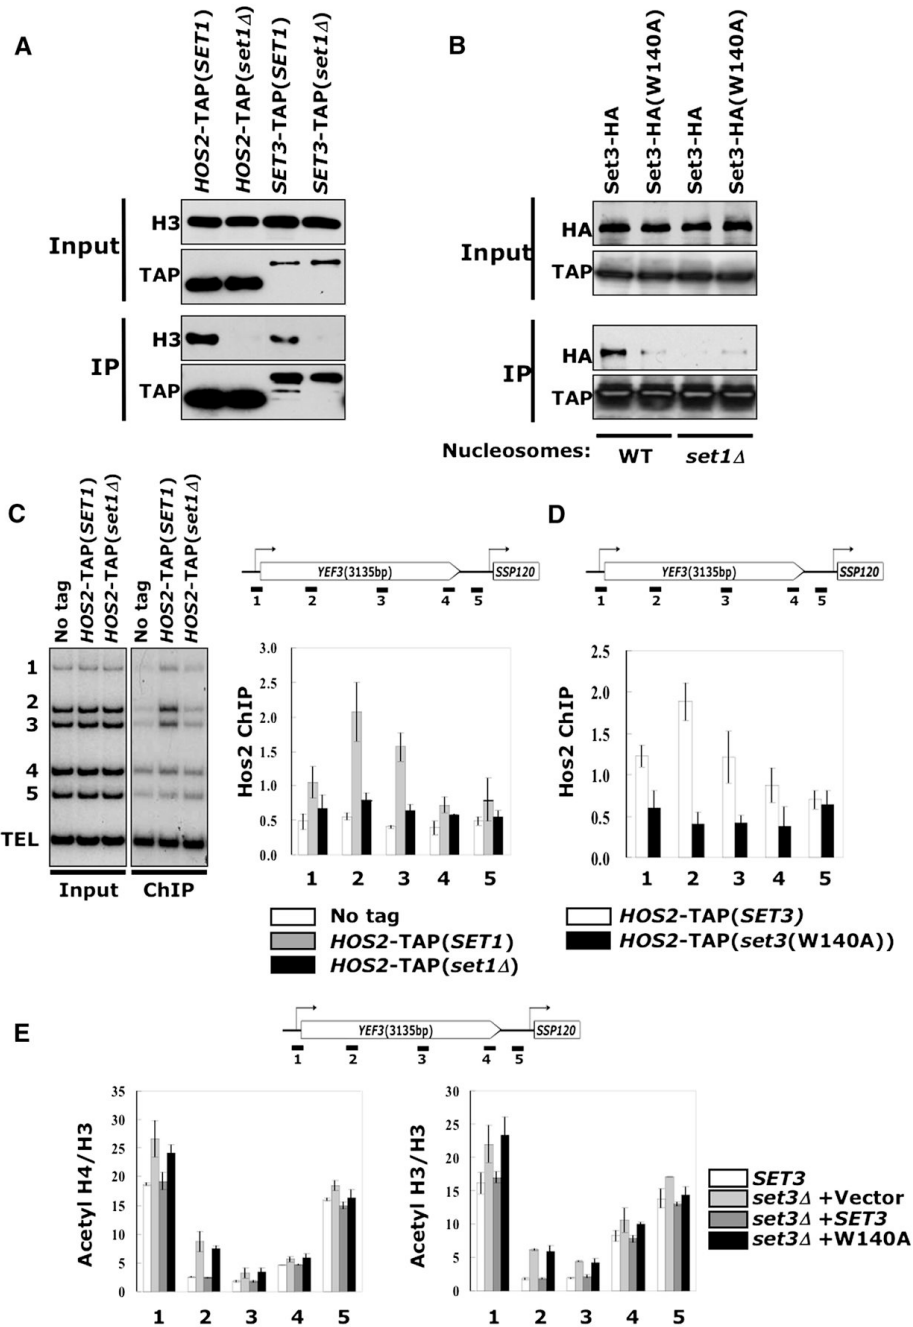 A
HOS2-TAP(SET1)
HOS2-TAP(set1Δ)
SET3-TAP(SET1)
SET3-TAP(set1Δ)
Input
H3
TAP
IP
H3
TAP
B
Set3-HA
Set3-HA(W140A)
Set3-HA
Set3-HA(W140A)
Input
HA
TAP
IP
HA
TAP
Nucleosomes:
WT
set1Δ
C
No tag
HOS2-TAP(SET1)
HOS2-TAP(set1Δ)
No tag
HOS2-TAP(SET1)
HOS2-TAP(set1Δ)
1
2
3
4
5
TEL
Input
ChIP
YEF3(3135bp)
SSP120
1 2 3 4 5
Hos2 ChIP
3.0
2.5
2.0
1.5
1.0
0.5
0.0
1 2 3 4 5
No tag
HOS2-TAP(SET1)
HOS2-TAP(set1Δ)
D
YEF3(3135bp)
SSP120
1 2 3 4 5
Hos2 ChIP
2.5
2.0
1.5
1.0
0.5
0.0
1 2 3 4 5
HOS2-TAP(SET3)
HOS2-TAP(set3(W140A))
E
YEF3(3135bp)
SSP120
1 2 3 4 5
Acetyl H4/H3
35
30
25
20
15
10
5
0
1 2 3 4 5
Acetyl H3/H3
30
25
20
15
10
5
0
1 2 3 4 5
SET3
set3Δ +Vector
set3Δ +SET3
set3Δ +W140A